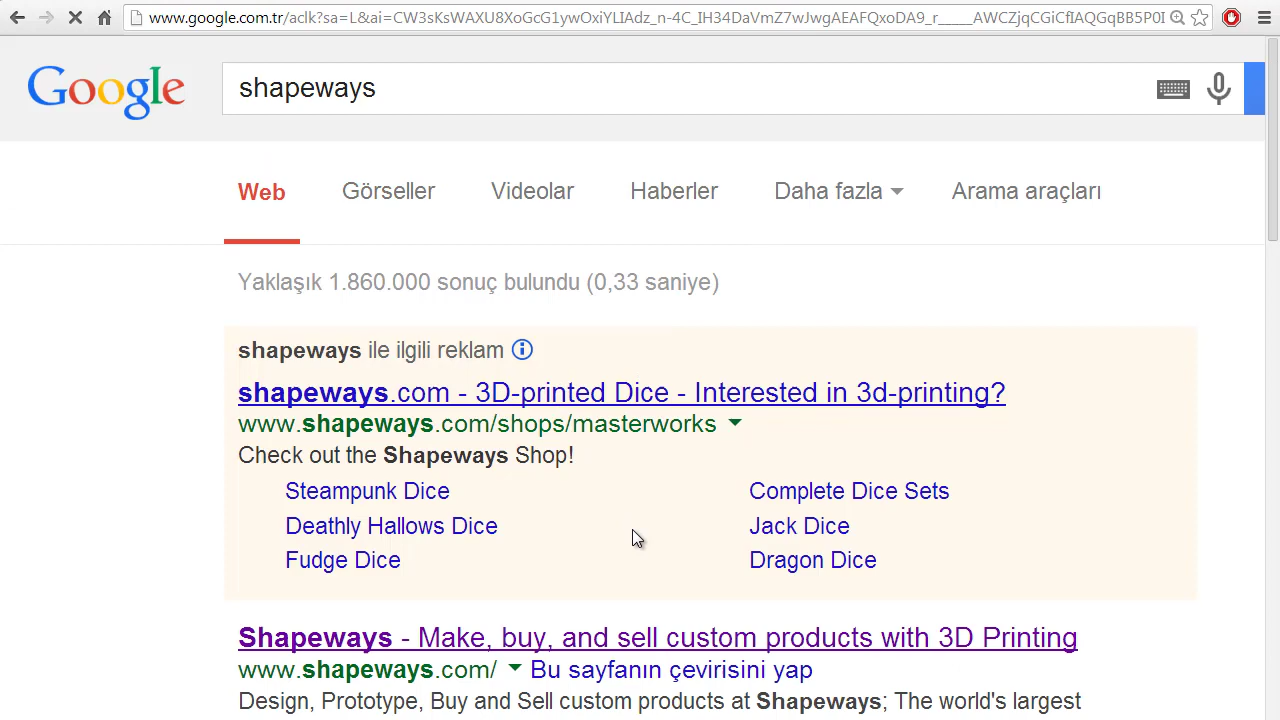 www.google.com.tr/aclk?sa=L&ai=CW3sKsWAXU8XoGcG1ywOxiYLIAdz_n-4C_IH34DaVmZ7wJwgAEAFQxoDA9_r_____AWCZjqCGiCfIAQGqBB5P0I
Google
shapeways
Web Görseller Videolar Haberler Daha fazla Arama araçları
Yaklaşık 1.860.000 sonuç bulundu (0,33 saniye)
shapeways ile ilgili reklam
shapeways.com - 3D-printed Dice - Interested in 3d-printing?
www.shapeways.com/shops/masterworks
Check out the Shapeways Shop!
Steampunk Dice Complete Dice Sets
Deathly Hallows Dice Jack Dice
Fudge Dice Dragon Dice
Shapeways - Make, buy, and sell custom products with 3D Printing
www.shapeways.com/ Bu sayfanın çevirisini yap
Design, Prototype, Buy and Sell custom products at Shapeways; The world's largest